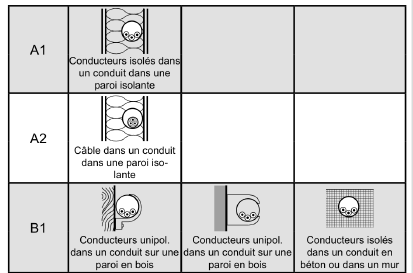 A1
Conducteurs isolés dans
un conduit dans une
paroi isolante
A2
Câble dans un conduit
dans une paroi iso-
lante
B1
Conducteurs unipol.
dans un conduit sur une
paroi en bois
Conducteurs unipol.
dans un conduit sur une
paroi en bois
Conducteurs isolés
dans un conduit en
béton ou dans un mur